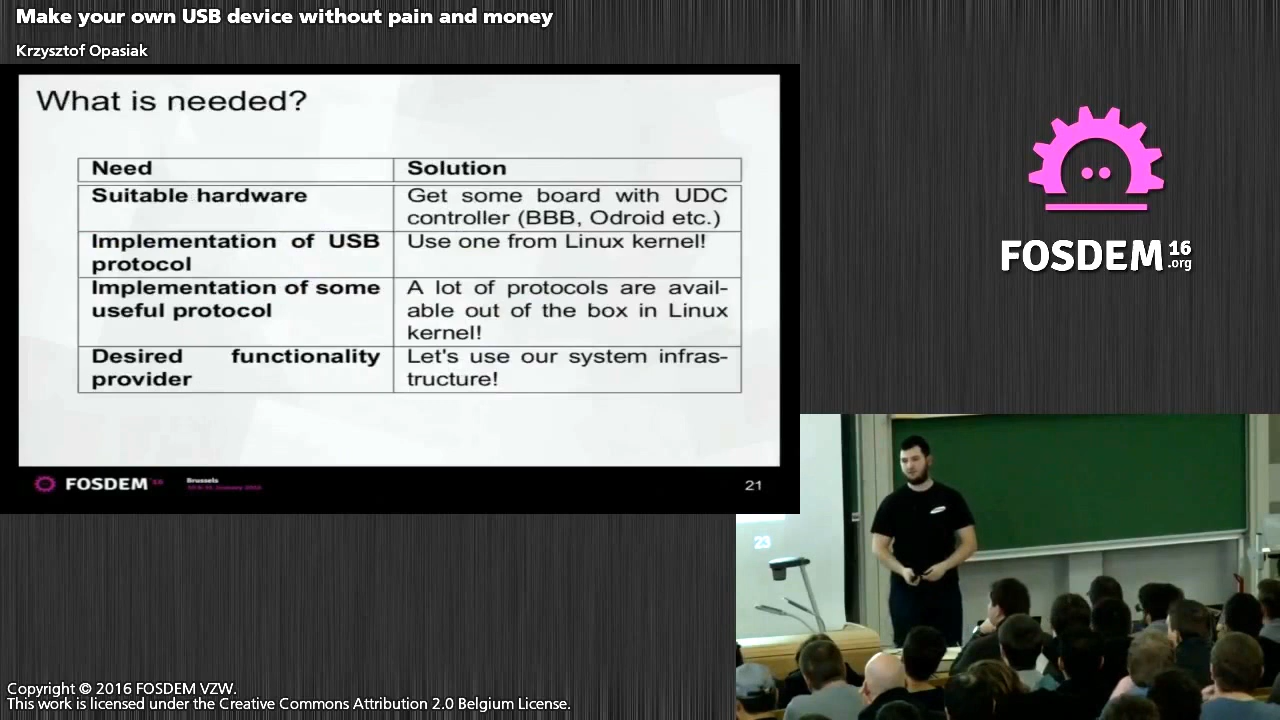 Make your own USB device without pain and money
Krzysztof Opasiak
What is needed?
Need Solution
Suitable hardware
Get some board with UDC
controller (BBB, Odroid etc.)
Implementation of USB
protocol
Use one from Linux kernel!
Implementation of some
useful protocol
A lot of protocols are avail-
able out of the box in Linux
kernel!
Desired functionality
provider
Let's use our system infras-
tructure!
FOSDEM
Brussels
21
FOSDEM 16
.org
23
Copyright © 2016 FOSDEM VZW.
This work is licensed under the Creative Commons Attribution 2.0 Belgium License.